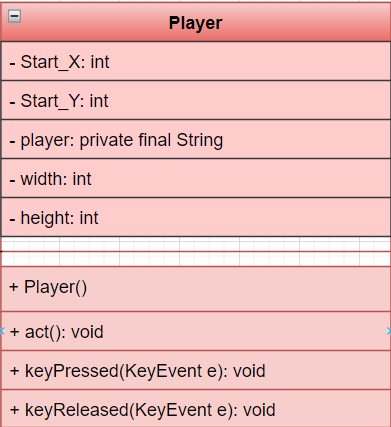 Player
- Start_X: int
- Start_Y: int
- player: private final String
- width: int
- height: int
+ Player()
+ act(): void
+ keyPressed(KeyEvent e): void
+ keyReleased(KeyEvent e): void